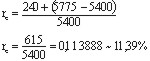 r_c = 240 + (5775 - 5400) / 5400
r_c = 615 / 5400 = 0,113888 ~ 11,39%